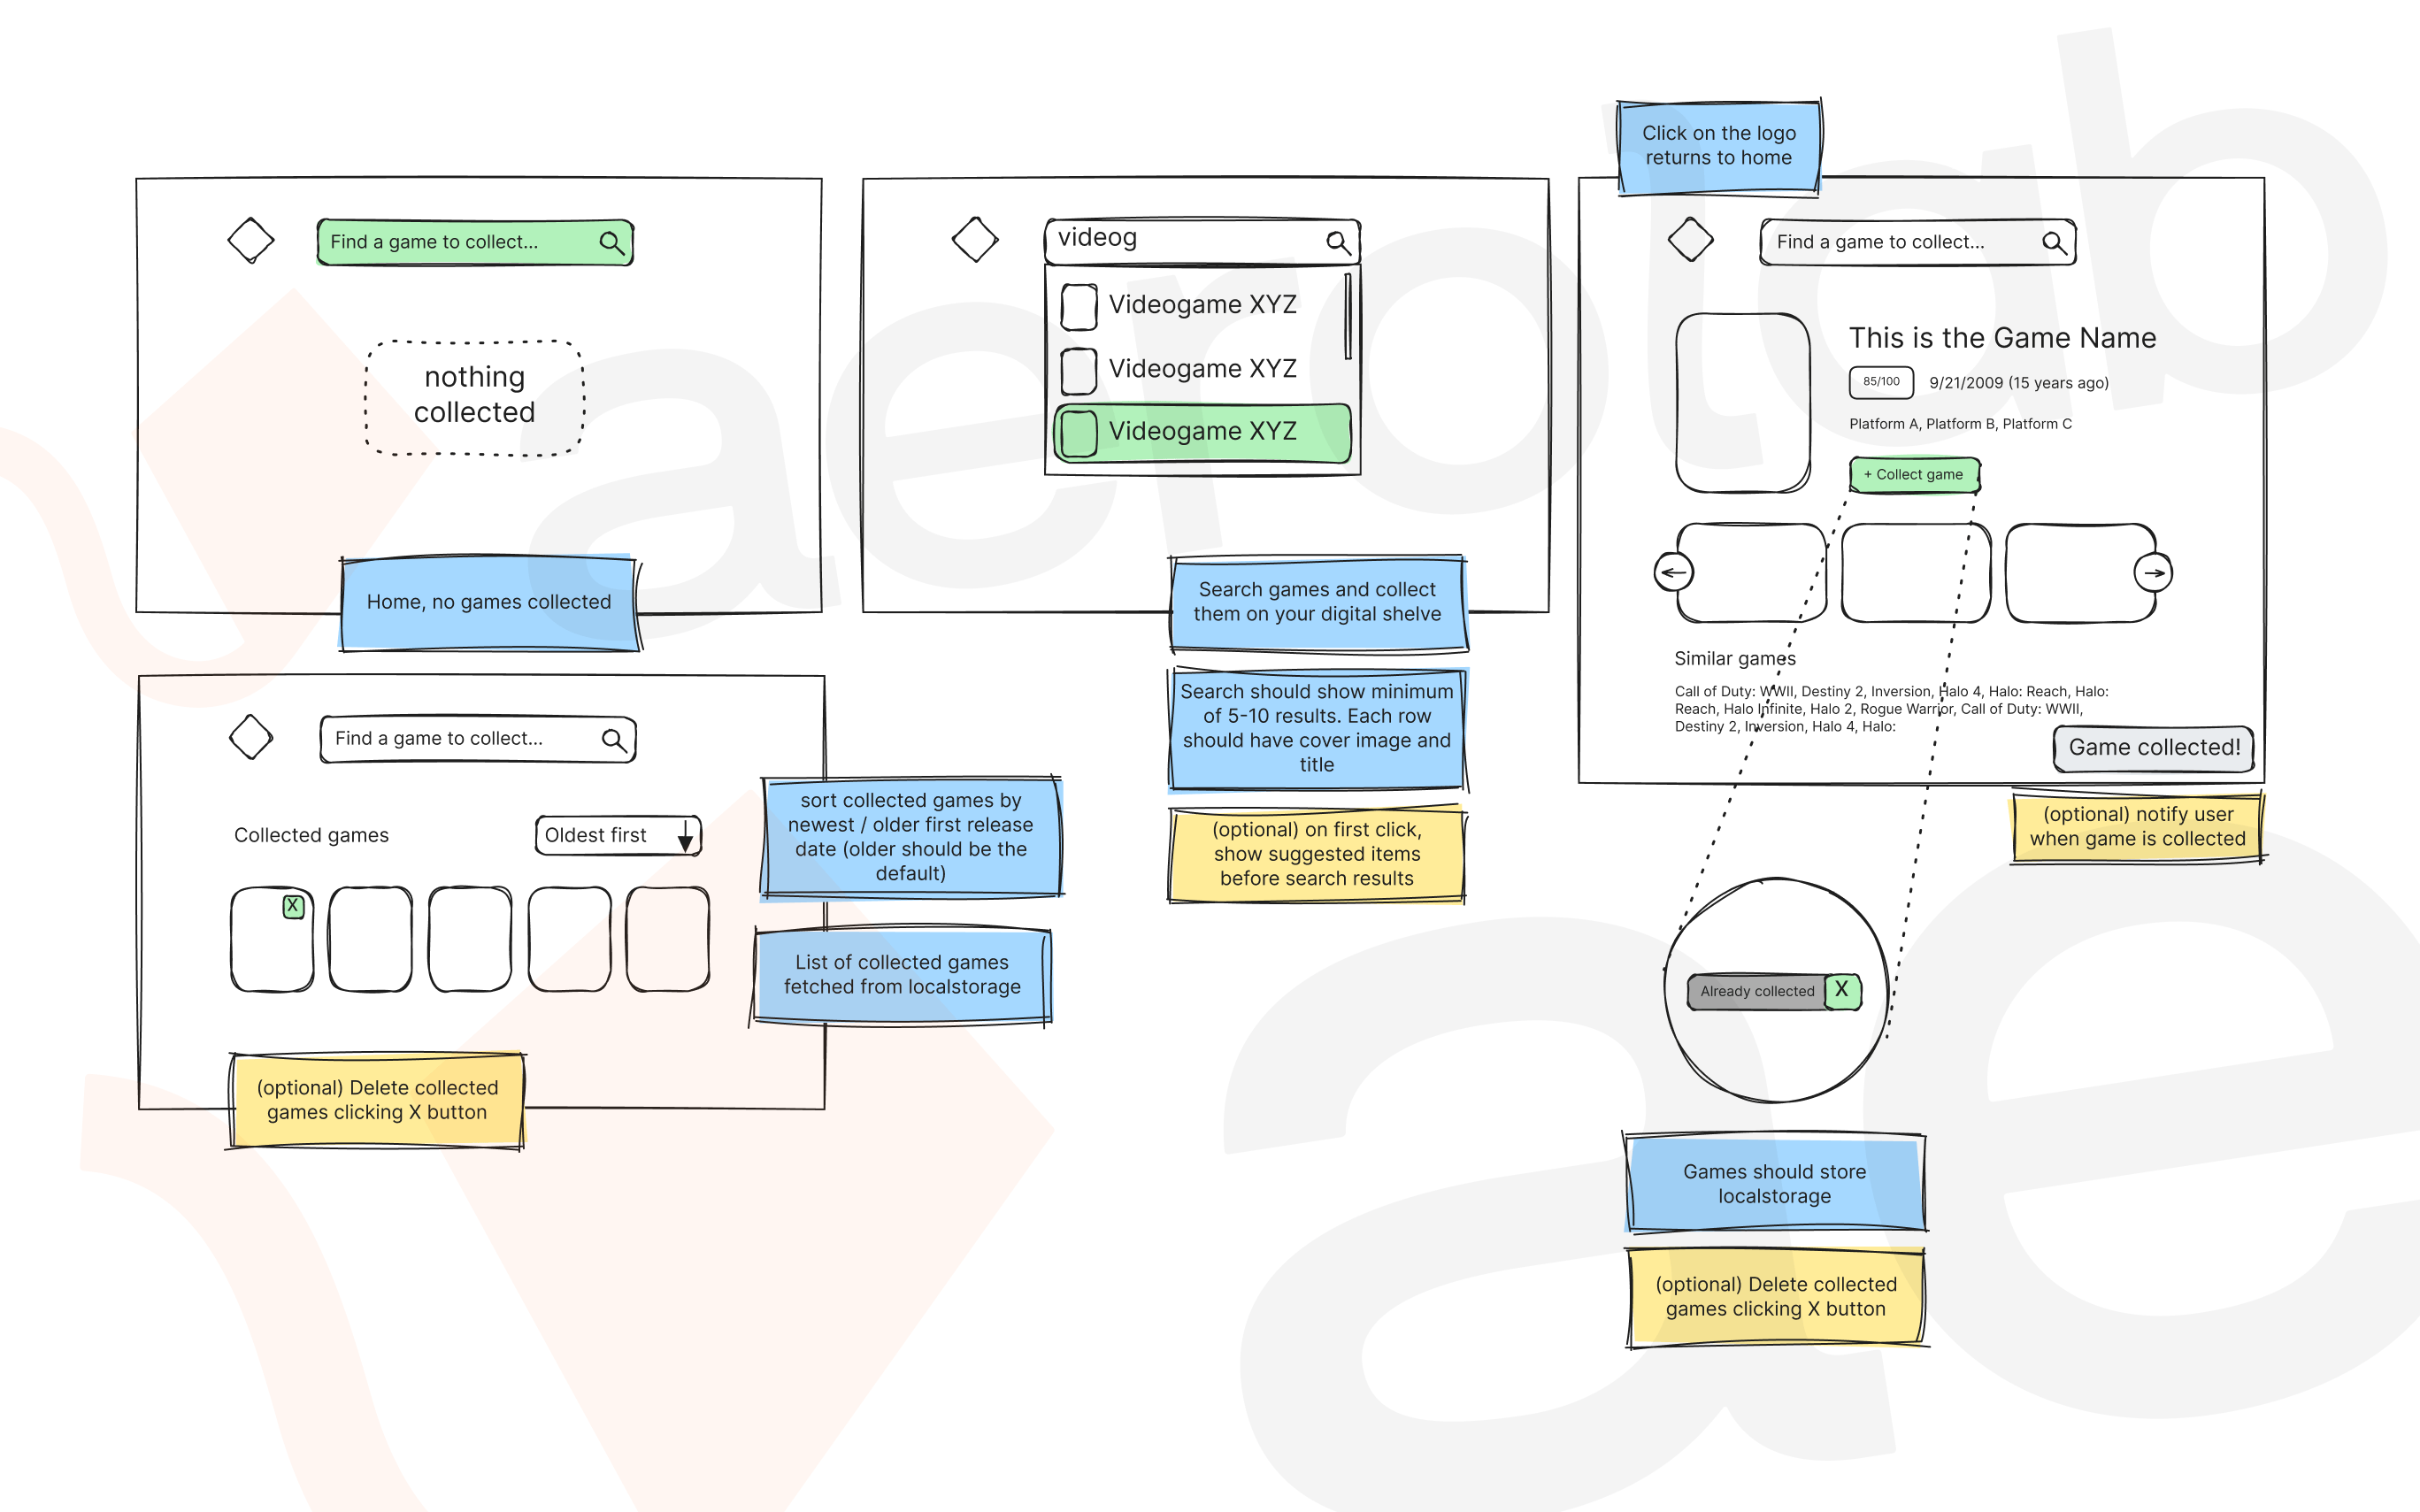 Find a game to collect...
nothing
collected
Home, no games collected
videog
Videogame XYZ
Videogame XYZ
Videogame XYZ
Search games and collect
them on your digital shelve
Search should show minimum
of 5-10 results. Each row
should have cover image and
title
(optional) on first click,
show suggested items
before search results
Click on the logo
returns to home
Find a game to collect...
This is the Game Name
85/100
9/21/2009 (15 years ago)
Platform A, Platform B, Platform C
+ Collect game
Similar games
Call of Duty: WWII, Destiny 2, Inversion, Halo 4, Halo: Reach, Halo:
Reach, Halo Infinite, Halo 2, Rogue Warrior, Call of Duty: WWII,
Destiny 2, Inversion, Halo 4, Halo:
Game collected!
(optional) notify user
when game is collected
Already collected
X
Games should store
localstorage
(optional) Delete collected
games clicking X button
Find a game to collect...
Collected games
Oldest first
X
sort collected games by
newest / older first release
date (older should be the
default)
List of collected games
fetched from localstorage
(optional) Delete collected
games clicking X button
aerolab
ae